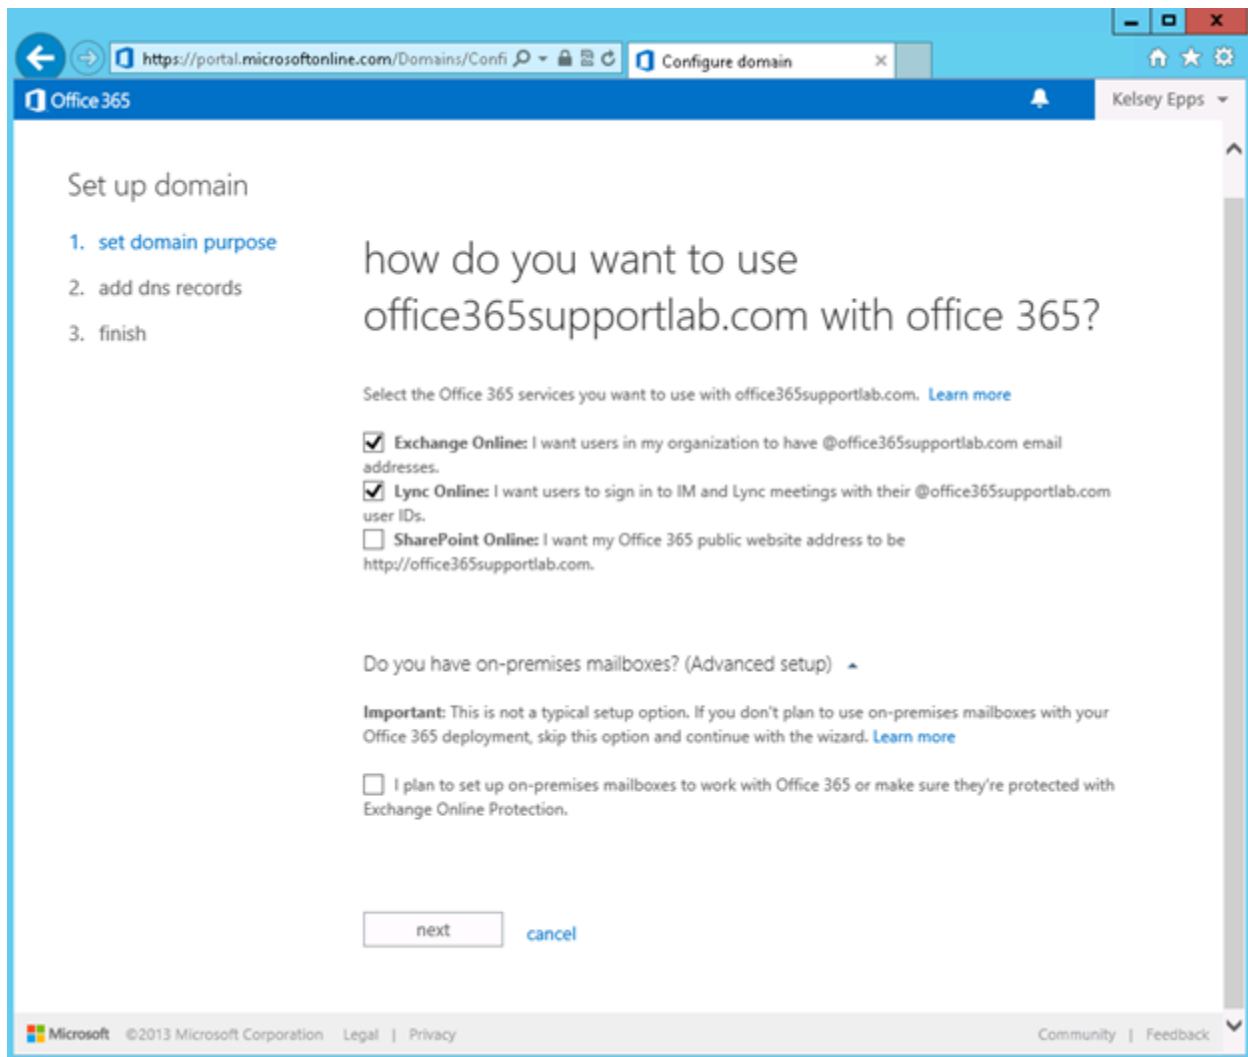 https://portal.microsoftonline.com/Domains/Confi
Configure domain
Office 365
Kelsey Epps
Set up domain
1. set domain purpose
2. add dns records
3. finish
how do you want to use
office365supportlab.com with office 365?
Select the Office 365 services you want to use with office365supportlab.com. Learn more
Exchange Online: I want users in my organization to have @office365supportlab.com email
addresses.
Lync Online: I want users to sign in to IM and Lync meetings with their @office365supportlab.com
user IDs.
SharePoint Online: I want my Office 365 public website address to be
http://office365supportlab.com.
Do you have on-premises mailboxes? (Advanced setup)
Important: This is not a typical setup option. If you don't plan to use on-premises mailboxes with your
Office 365 deployment, skip this option and continue with the wizard. Learn more
I plan to set up on-premises mailboxes to work with Office 365 or make sure they're protected with
Exchange Online Protection.
next
cancel
Microsoft ©2013 Microsoft Corporation Legal | Privacy
Community | Feedback